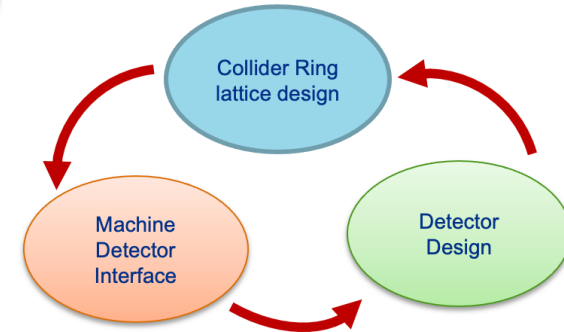 Collider Ring
lattice design
Machine
Detector
Interface
Detector
Design